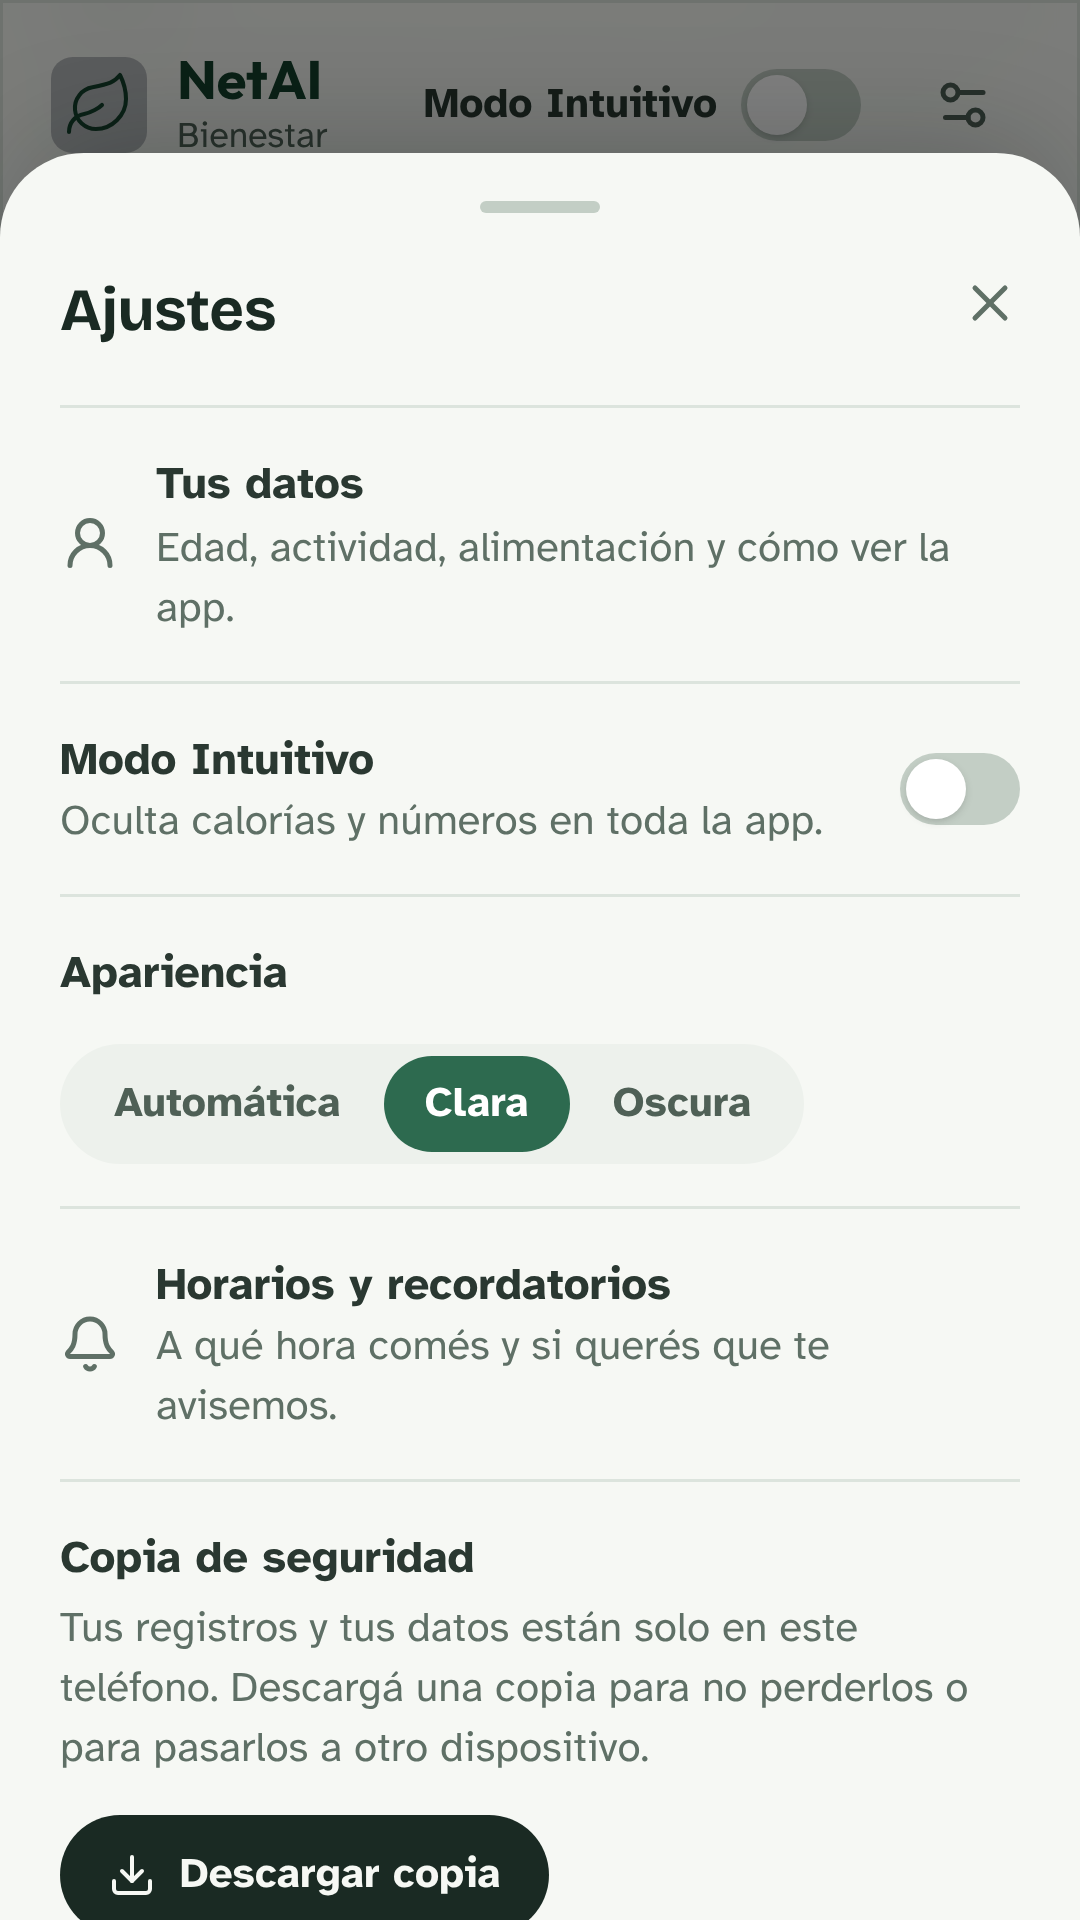 NetAI
Bienestar
Modo Intuitivo
Ajustes
Tus datos
Edad, actividad, alimentación y cómo ver la
app.
Modo Intuitivo
Oculta calorías y números en toda la app.
Apariencia
Automática
Clara
Oscura
Horarios y recordatorios
A qué hora comés y si querés que te
avisemos.
Copia de seguridad
Tus registros y tus datos están solo en este
teléfono. Descargá una copia para no perderlos o
para pasarlos a otro dispositivo.
Descargar copia